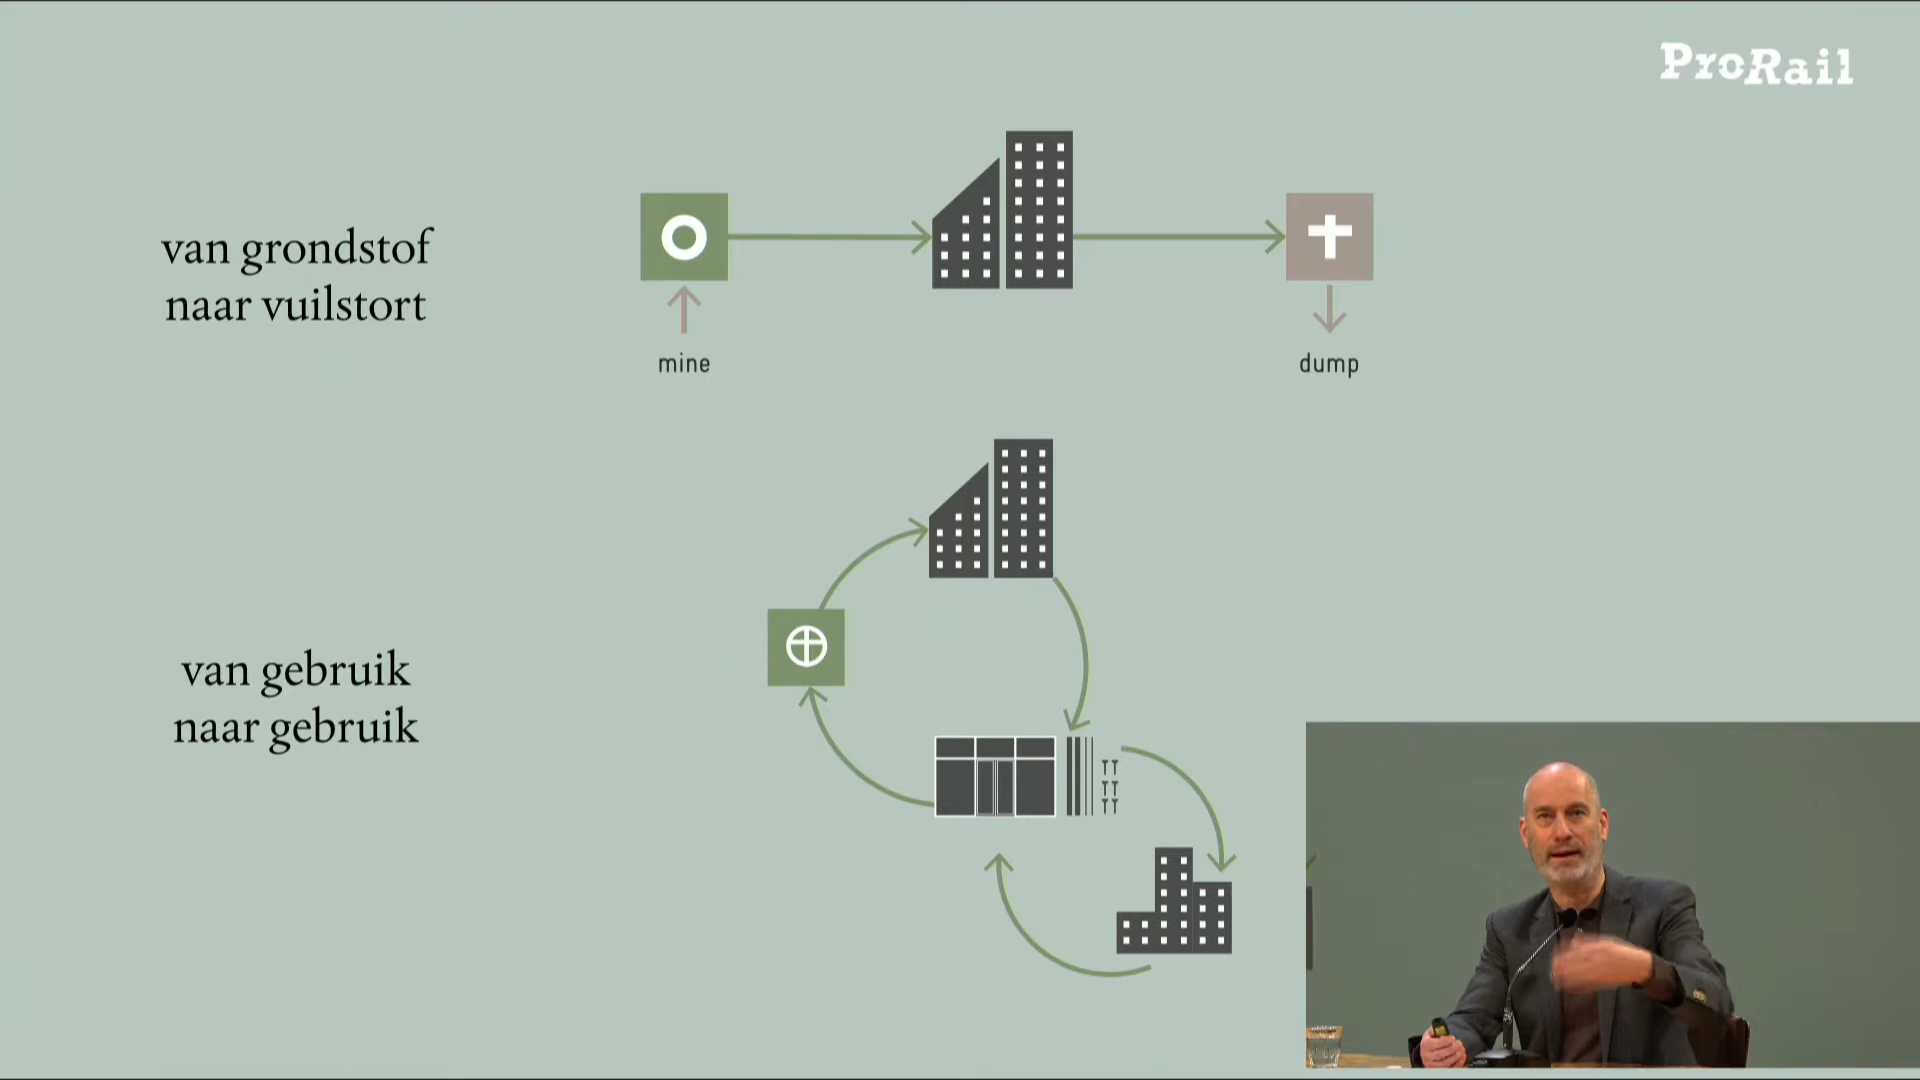 ProRail
van grondstof
naar vuilstort
mine
dump
van gebruik
naar gebruik